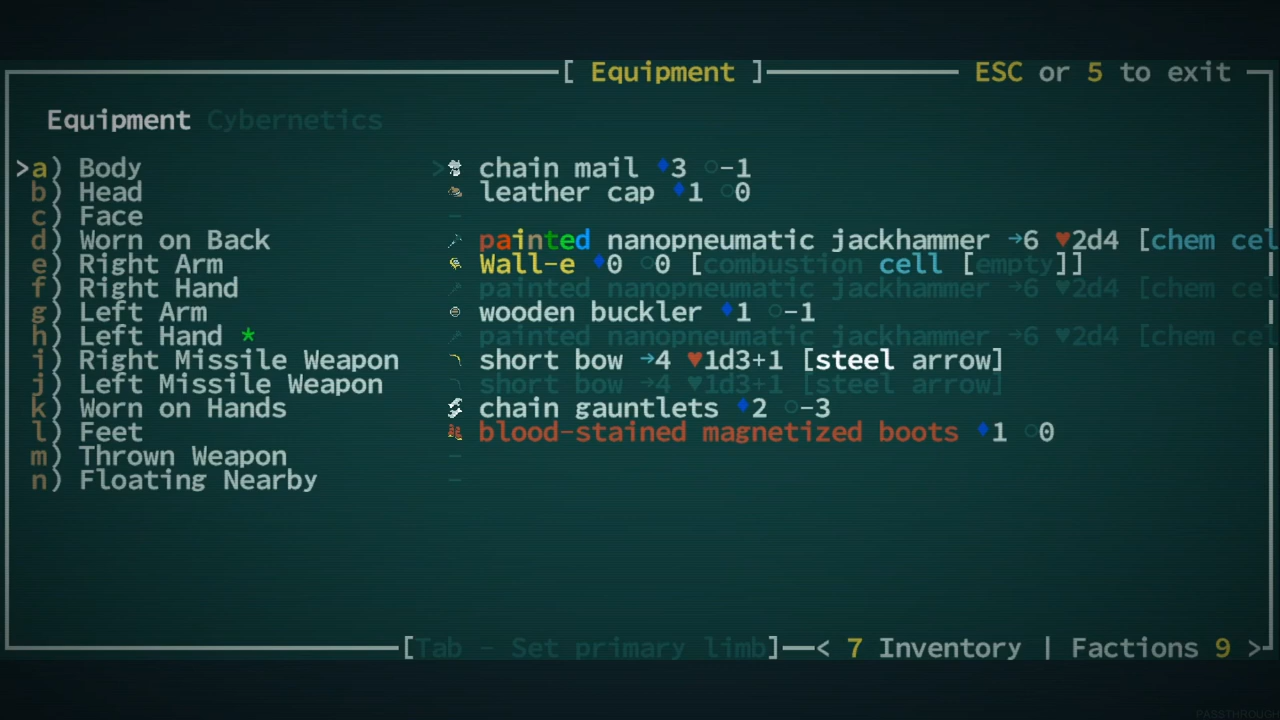 [ Equipment ] ESC or 5 to exit
Equipment Cybernetics
>a) Body > chain mail ♦3 ○-1
b) Head leather cap ♦1 ○0
c) Face -
d) Worn on Back painted nanopneumatic jackhammer →6 ♥2d4 [chem cel
e) Right Arm Wall-e ♦0 ○0 [combustion cell [empty]]
f) Right Hand painted nanopneumatic jackhammer →6 ♥2d4 [chem cel
g) Left Arm wooden buckler ♦1 ○-1
h) Left Hand * painted nanopneumatic jackhammer →6 ♥2d4 [chem cel
i) Right Missile Weapon short bow →4 ♥1d3+1 [steel arrow]
j) Left Missile Weapon short bow →4 ♥1d3+1 [steel arrow]
k) Worn on Hands chain gauntlets ♦2 ○-3
l) Feet blood-stained magnetized boots ♦1 ○0
m) Thrown Weapon -
n) Floating Nearby -
[Tab - Set primary limb] < 7 Inventory | Factions 9 >